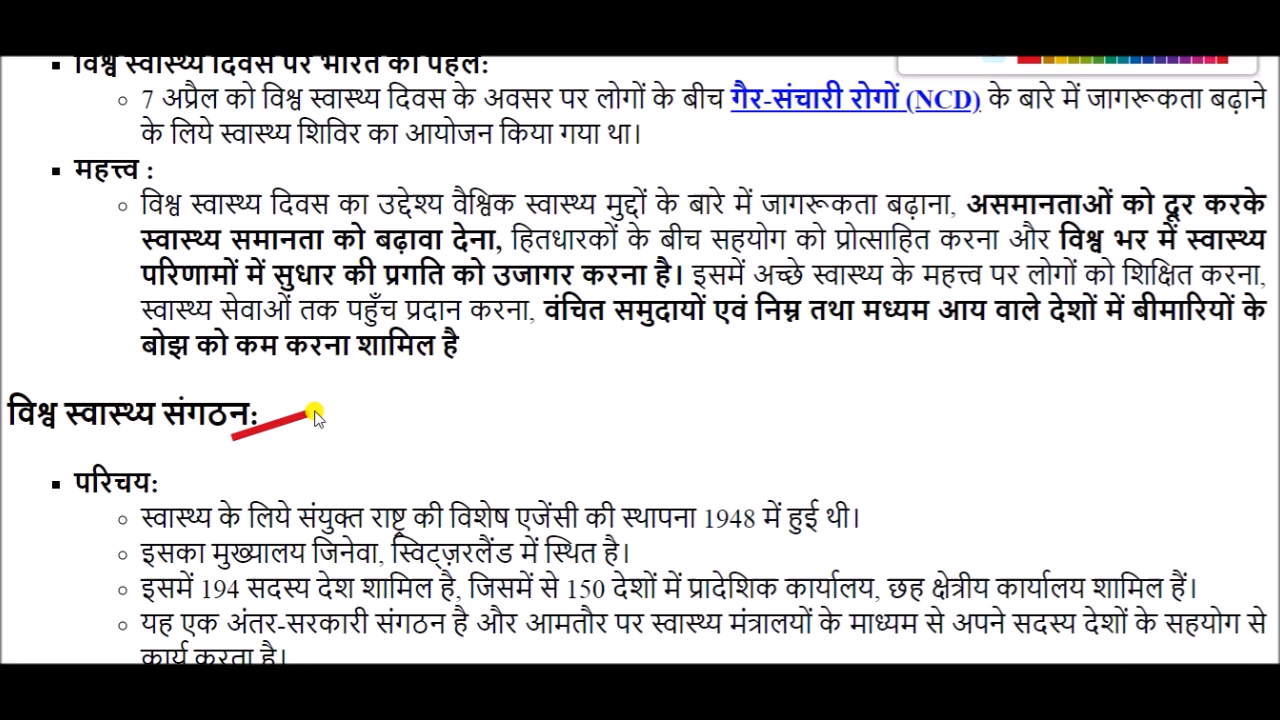 विश्व स्वास्थ्य दिवस पर भारत की पहल:
7 अप्रैल को विश्व स्वास्थ्य दिवस के अवसर पर लोगों के बीच गैर-संचारी रोगों (NCD) के बारे में जागरूकता बढ़ाने
के लिये स्वास्थ्य शिविर का आयोजन किया गया था।
महत्त्व :
विश्व स्वास्थ्य दिवस का उद्देश्य वैश्विक स्वास्थ्य मुद्दों के बारे में जागरूकता बढ़ाना, असमानताओं को दूर करके
स्वास्थ्य समानता को बढ़ावा देना, हितधारकों के बीच सहयोग को प्रोत्साहित करना और विश्व भर में स्वास्थ्य
परिणामों में सुधार की प्रगति को उजागर करना है। इसमें अच्छे स्वास्थ्य के महत्त्व पर लोगों को शिक्षित करना,
स्वास्थ्य सेवाओं तक पहुँच प्रदान करना, वंचित समुदायों एवं निम्न तथा मध्यम आय वाले देशों में बीमारियों के
बोझ को कम करना शामिल है
विश्व स्वास्थ्य संगठन:
परिचय:
स्वास्थ्य के लिये संयुक्त राष्ट्र की विशेष एजेंसी की स्थापना 1948 में हुई थी।
इसका मुख्यालय जिनेवा, स्विट्ज़रलैंड में स्थित है।
इसमें 194 सदस्य देश शामिल है, जिसमें से 150 देशों में प्रादेशिक कार्यालय, छह क्षेत्रीय कार्यालय शामिल हैं।
यह एक अंतर-सरकारी संगठन है और आमतौर पर स्वास्थ्य मंत्रालयों के माध्यम से अपने सदस्य देशों के सहयोग से
कार्य करता है।